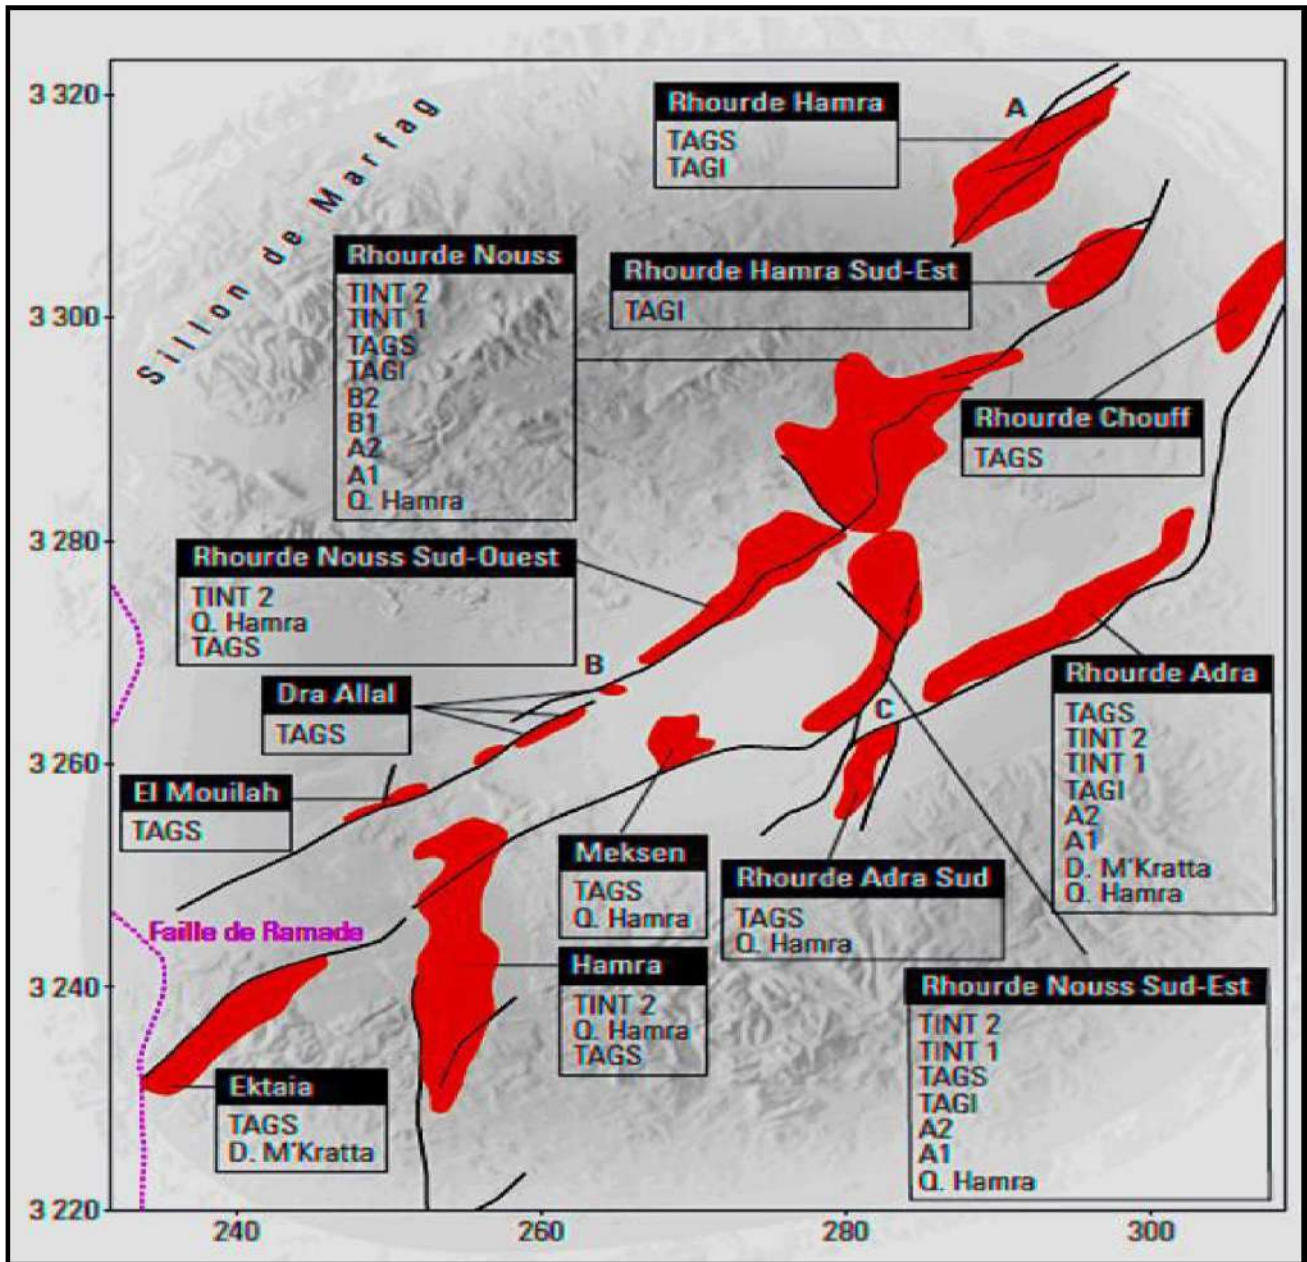 3 320
3 300
3 280
3 260
3 240
3 220
240
260
280
300
Sillon de Marfag
A
Rhourde Hamra
TAGS
TAGI
Rhourde Nouss
TINT 2
TINT 1
TAGS
TAGI
B2
B1
A2
A1
Q. Hamra
Rhourde Hamra Sud-Est
TAGI
Rhourde Chouff
TAGS
Rhourde Nouss Sud-Ouest
TINT 2
Q. Hamra
TAGS
B
Dra Allal
TAGS
El Mouilah
TAGS
C
Rhourde Adra
TAGS
TINT 2
TINT 1
TAGI
A2
A1
D. M'Kratta
Q. Hamra
Meksen
TAGS
Q. Hamra
Rhourde Adra Sud
TAGS
Q. Hamra
Faille de Ramade
Hamra
TINT 2
Q. Hamra
TAGS
Rhourde Nouss Sud-Est
TINT 2
TINT 1
TAGS
TAGI
A2
A1
Q. Hamra
Ektaia
TAGS
D. M'Kratta